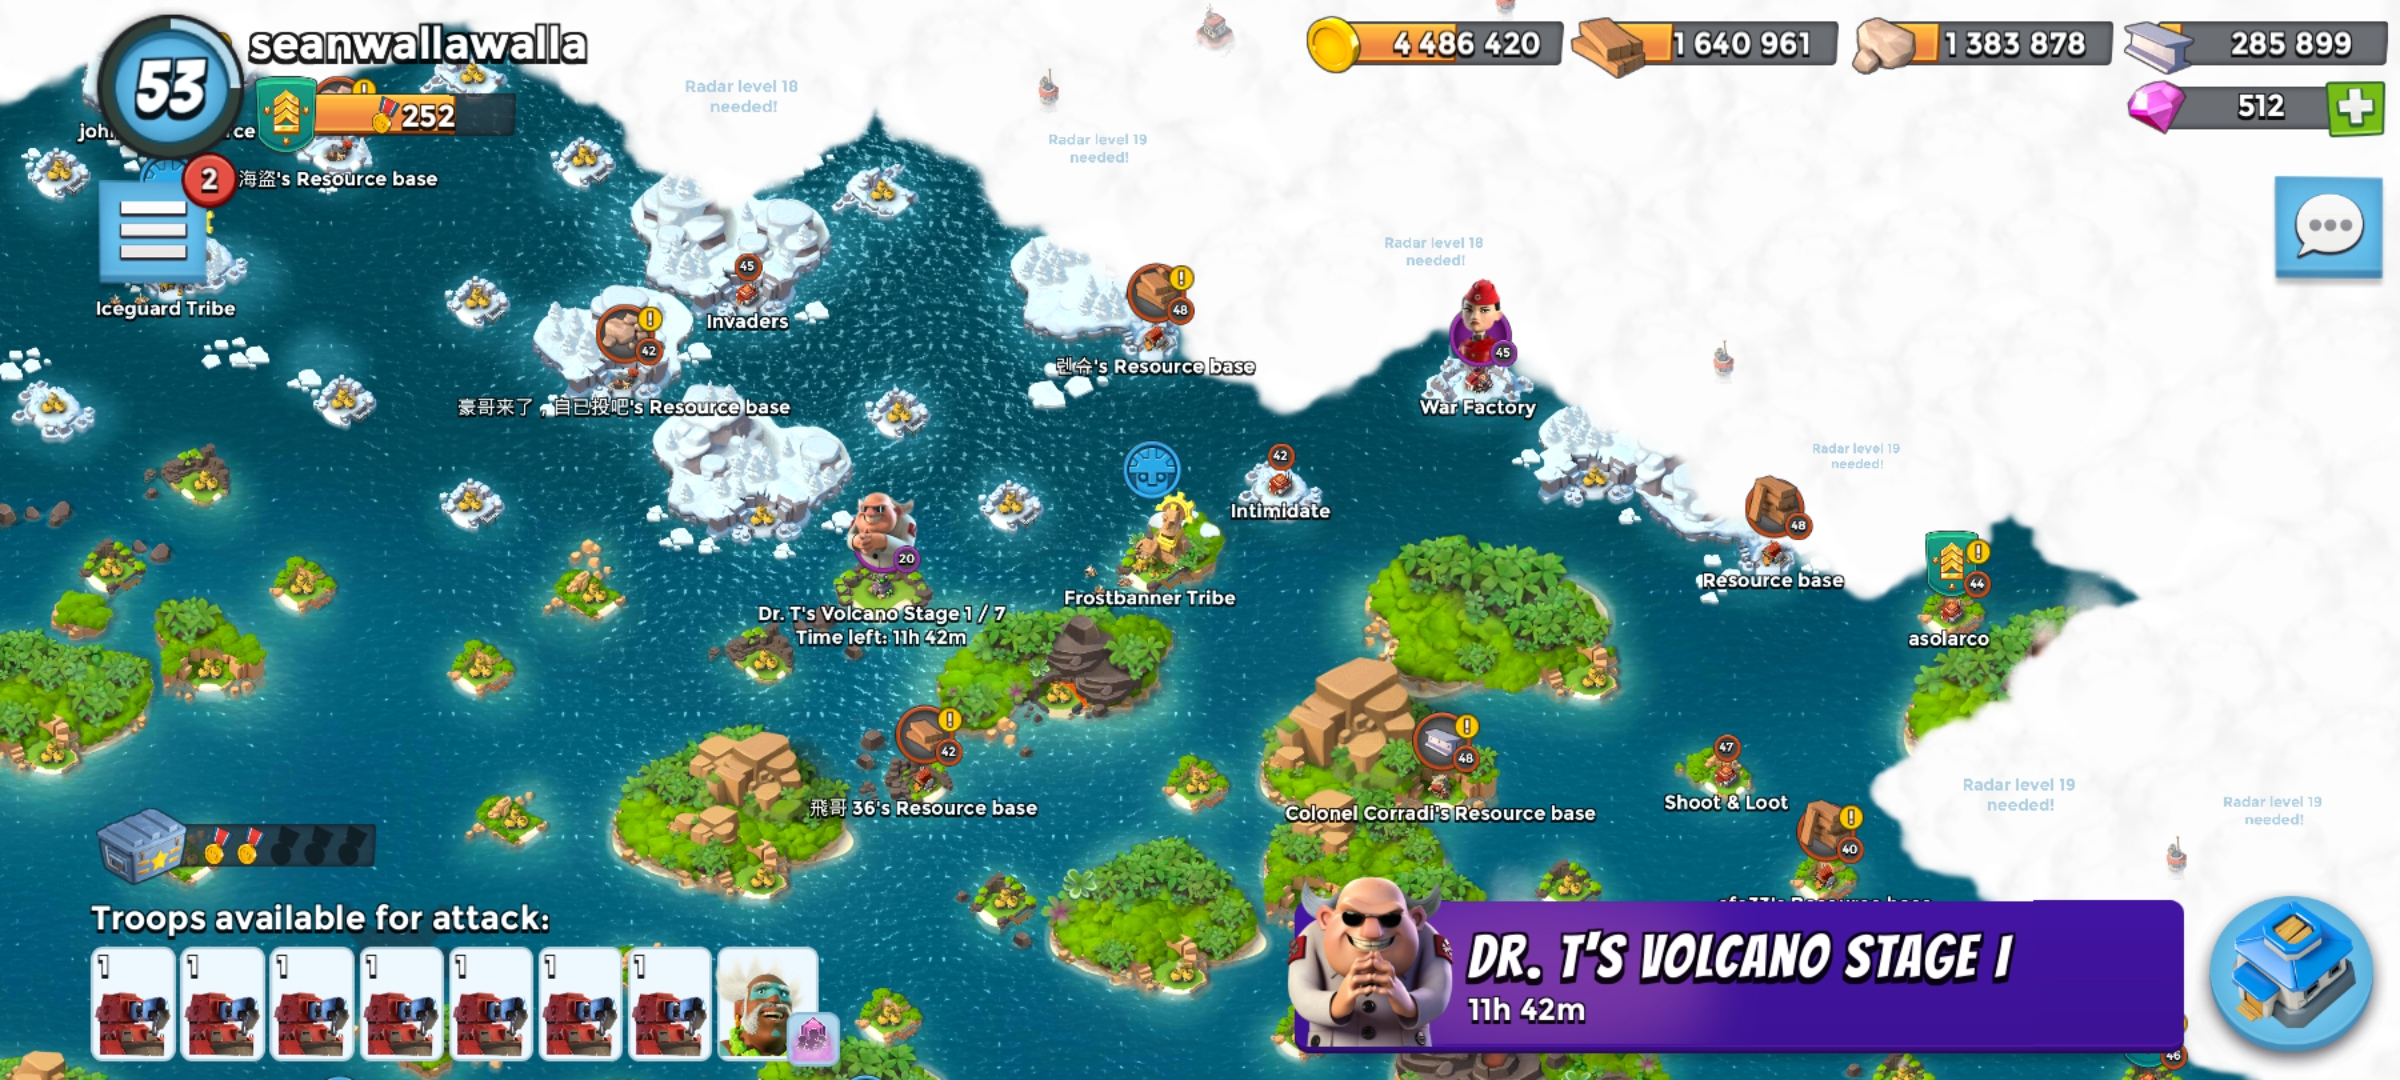 seanwallawalla
53
252
4 486 420
1 640 961
1 383 878
285 899
512
Radar level 18
needed!
Radar level 19
needed!
2
海盜's Resource base
Iceguard Tribe
Radar level 18
needed!
45
Invaders
42
豪哥来了，自已投吧's Resource base
48
렌슈's Resource base
45
War Factory
42
Intimidate
Radar level 19
needed!
48
Resource base
44
asolarco
20
Dr. T's Volcano Stage 1 / 7
Time left: 11h 42m
Frostbanner Tribe
42
飛哥 36's Resource base
48
Colonel Corradi's Resource base
47
Shoot & Loot
40
Radar level 19
needed!
Radar level 19
needed!
Troops available for attack:
1
1
1
1
1
1
1
DR. T'S VOLCANO STAGE I
11h 42m
46